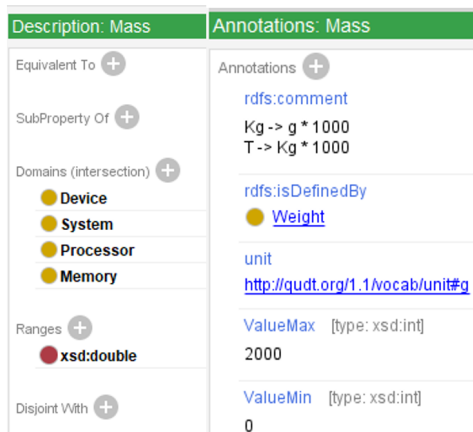 Description: Mass
Equivalent To
SubProperty Of
Domains (intersection)
Device
System
Processor
Memory
Ranges
xsd:double
Disjoint With
Annotations: Mass
Annotations
rdfs:comment
Kg -> g * 1000
T -> Kg * 1000
rdfs:isDefinedBy
Weight
unit
http://qudt.org/1.1/vocab/unit#g
ValueMax [type: xsd:int]
2000
ValueMin [type: xsd:int]
0